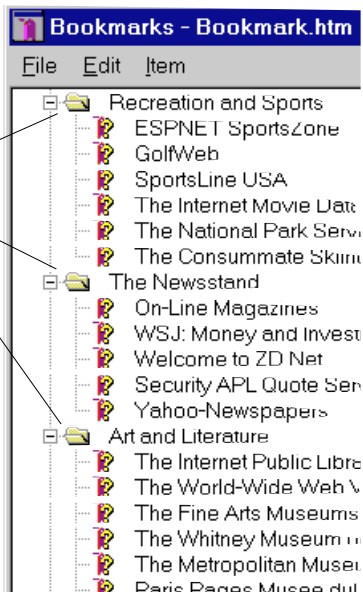 Bookmarks - Bookmark.htm
File Edit Item
Recreation and Sports
ESPNET SportsZone
GolfWeb
SportsLine USA
The Internet Movie
The National Park
The Consummate
The Newsstand
On-Line Magazines
WSJ: Money and
Welcome to ZD Net
Security APL Quote
Yahoo-Newspapers
Art and Literature
The Internet Public
The World-Wide Web
The Fine Arts Museums
The Whitney Museum
The Metropolitan
Paris Pages Musee